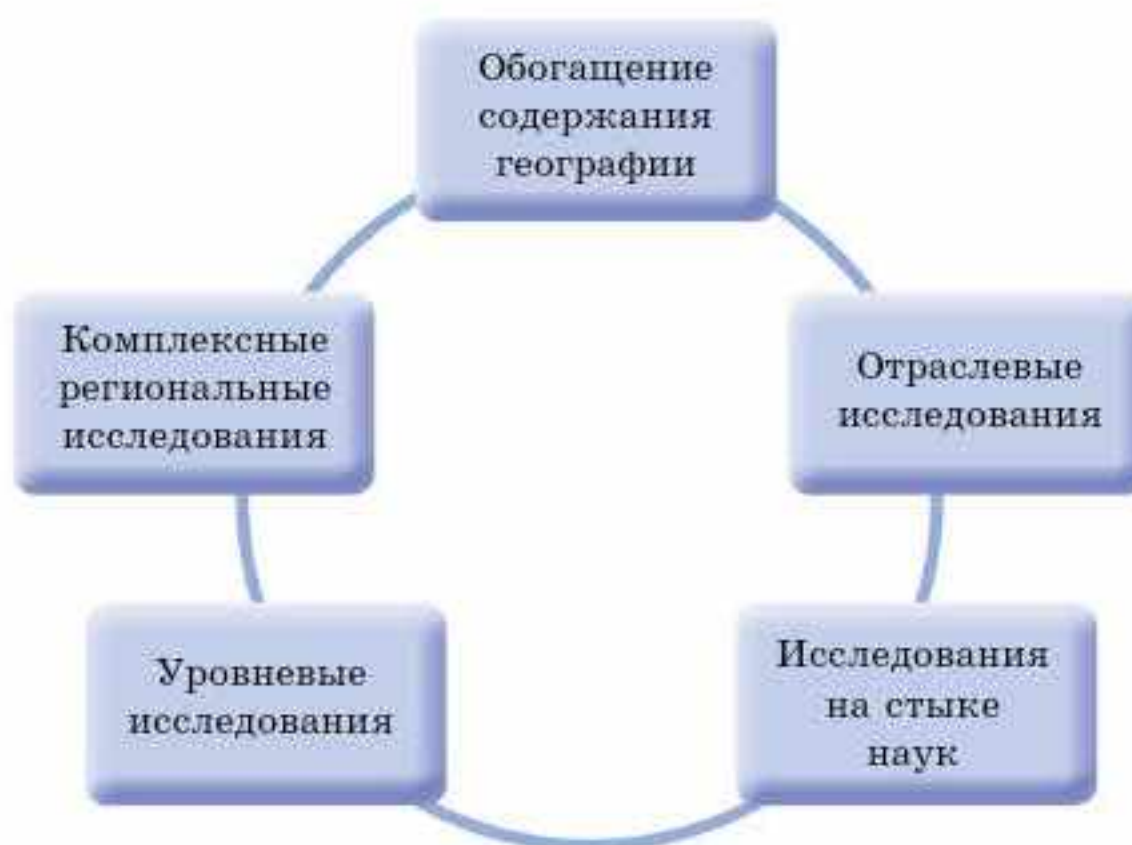 Обогащение
содержания
географии
Комплексные
региональные
исследования
Отраслевые
исследования
Уровневые
исследования
Исследования
на стыке
наук